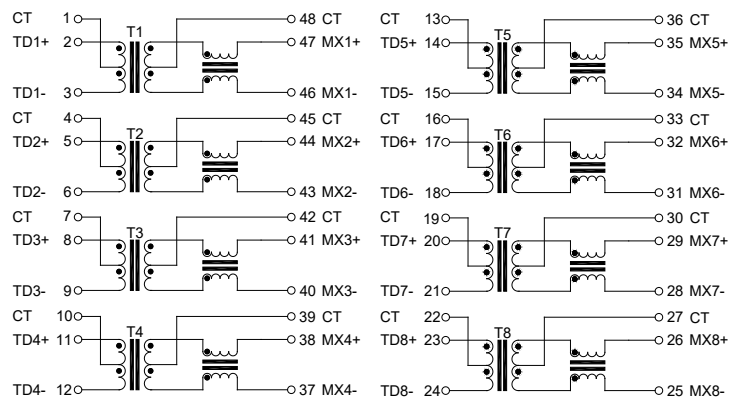 CT 1 48 CT 13 36 CT
T1 T5
TD1+ 2 47 MX1+ TD5+ 14 35 MX5+
TD1- 3 46 MX1- TD5- 15 34 MX5-
CT 4 45 CT CT 16 33 CT
T2 T6
TD2+ 5 44 MX2+ TD6+ 17 32 MX6+
TD2- 6 43 MX2- TD6- 18 31 MX6-
CT 7 42 CT CT 19 30 CT
T3 T7
TD3+ 8 41 MX3+ TD7+ 20 29 MX7+
TD3- 9 40 MX3- TD7- 21 28 MX7-
CT 10 39 CT CT 22 27 CT
T4 T8
TD4+ 11 38 MX4+ TD8+ 23 26 MX8+
TD4- 12 37 MX4- TD8- 24 25 MX8-